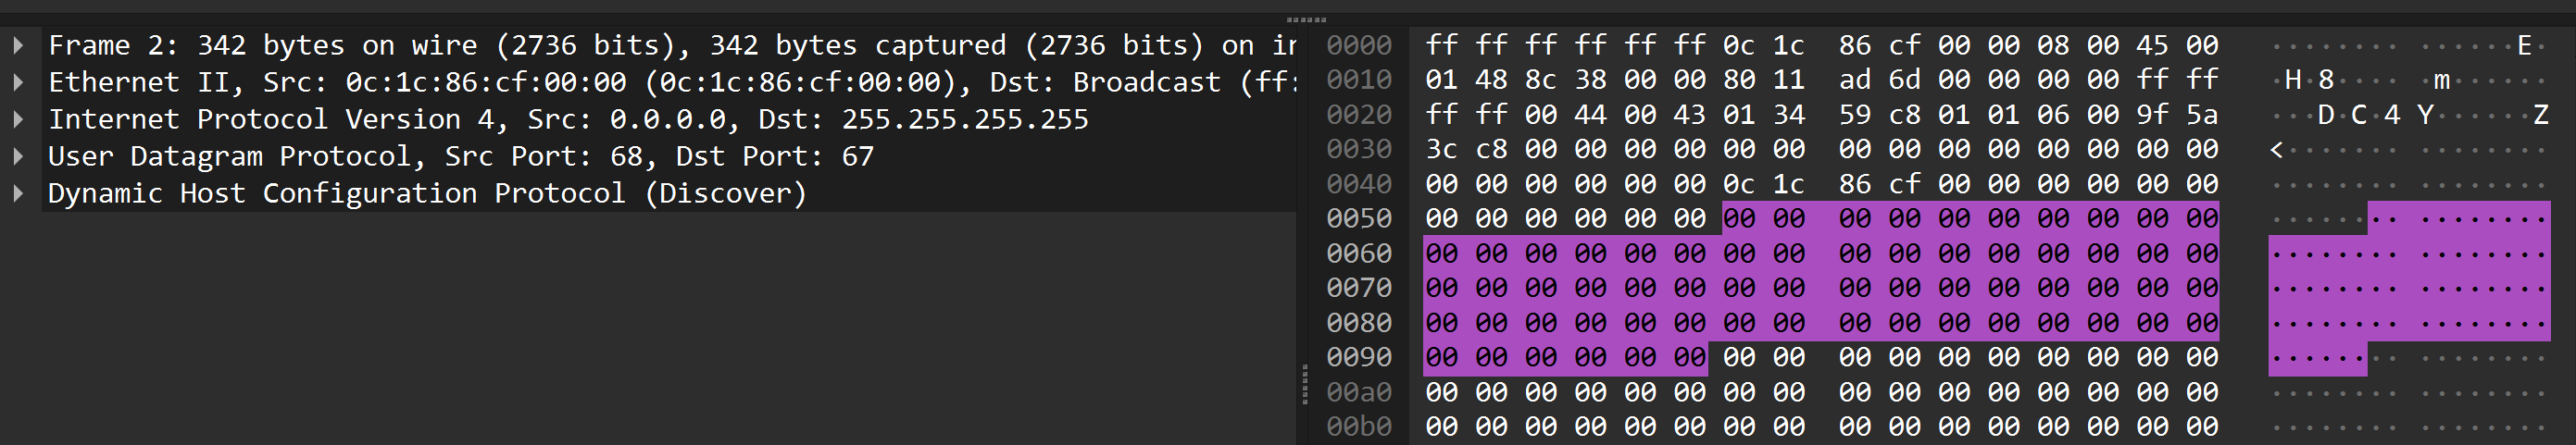 Frame 2: 342 bytes on wire (2736 bits), 342 bytes captured (2736 bits) on in
Ethernet II, Src: 0c:1c:86:cf:00:00 (0c:1c:86:cf:00:00), Dst: Broadcast (ff:
Internet Protocol Version 4, Src: 0.0.0.0, Dst: 255.255.255.255
User Datagram Protocol, Src Port: 68, Dst Port: 67
Dynamic Host Configuration Protocol (Discover)
0000 ff ff ff ff ff ff 0c 1c 86 cf 00 00 08 00 45 00 ········ ······E·
0010 01 48 8c 38 00 00 80 11 ad 6d 00 00 00 00 ff ff ·H·8···· ·m······
0020 ff ff 00 44 00 43 01 34 59 c8 01 01 06 00 9f 5a ···D·C·4 Y······Z
0030 3c c8 00 00 00 00 00 00 00 00 00 00 00 00 00 00 <······· ········
0040 00 00 00 00 00 00 0c 1c 86 cf 00 00 00 00 00 00 ········ ········
0050 00 00 00 00 00 00 00 00 00 00 00 00 00 00 00 00 ········ ········
0060 00 00 00 00 00 00 00 00 00 00 00 00 00 00 00 00 ········ ········
0070 00 00 00 00 00 00 00 00 00 00 00 00 00 00 00 00 ········ ········
0080 00 00 00 00 00 00 00 00 00 00 00 00 00 00 00 00 ········ ········
0090 00 00 00 00 00 00 00 00 00 00 00 00 00 00 00 00 ········ ········
00a0 00 00 00 00 00 00 00 00 00 00 00 00 00 00 00 00 ········ ········
00b0 00 00 00 00 00 00 00 00 00 00 00 00 00 00 00 00 ········ ········